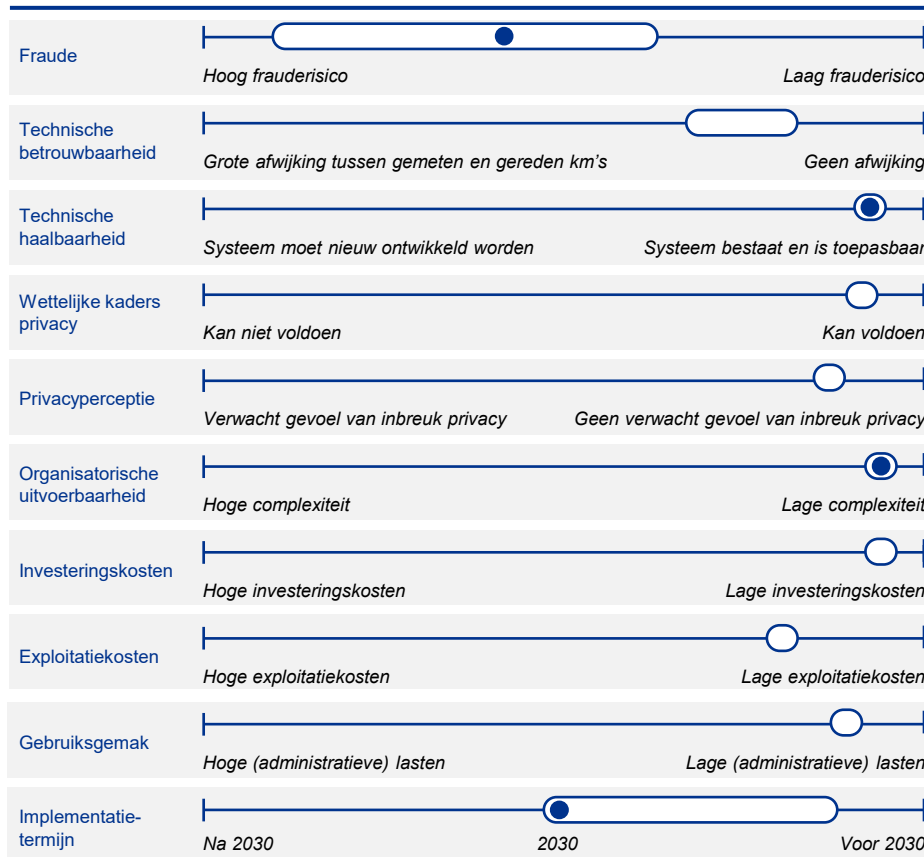 Fraude
Hoog frauderisico Laag frauderisico
Technische
betrouwbaarheid
Grote afwijking tussen gemeten en gereden km's Geen afwijking
Technische
haalbaarheid
Systeem moet nieuw ontwikkeld worden Systeem bestaat en is toepasbaar
Wettelijke kaders
privacy
Kan niet voldoen Kan voldoen
Privacyperceptie
Verwacht gevoel van inbreuk privacy Geen verwacht gevoel van inbreuk privacy
Organisatorische
uitvoerbaarheid
Hoge complexiteit Lage complexiteit
Investeringskosten
Hoge investeringskosten Lage investeringskosten
Exploitatiekosten
Hoge exploitatiekosten Lage exploitatiekosten
Gebruiksgemak
Hoge (administratieve) lasten Lage (administratieve) lasten
Implementatie-
termijn
Na 2030 2030 Voor 2030